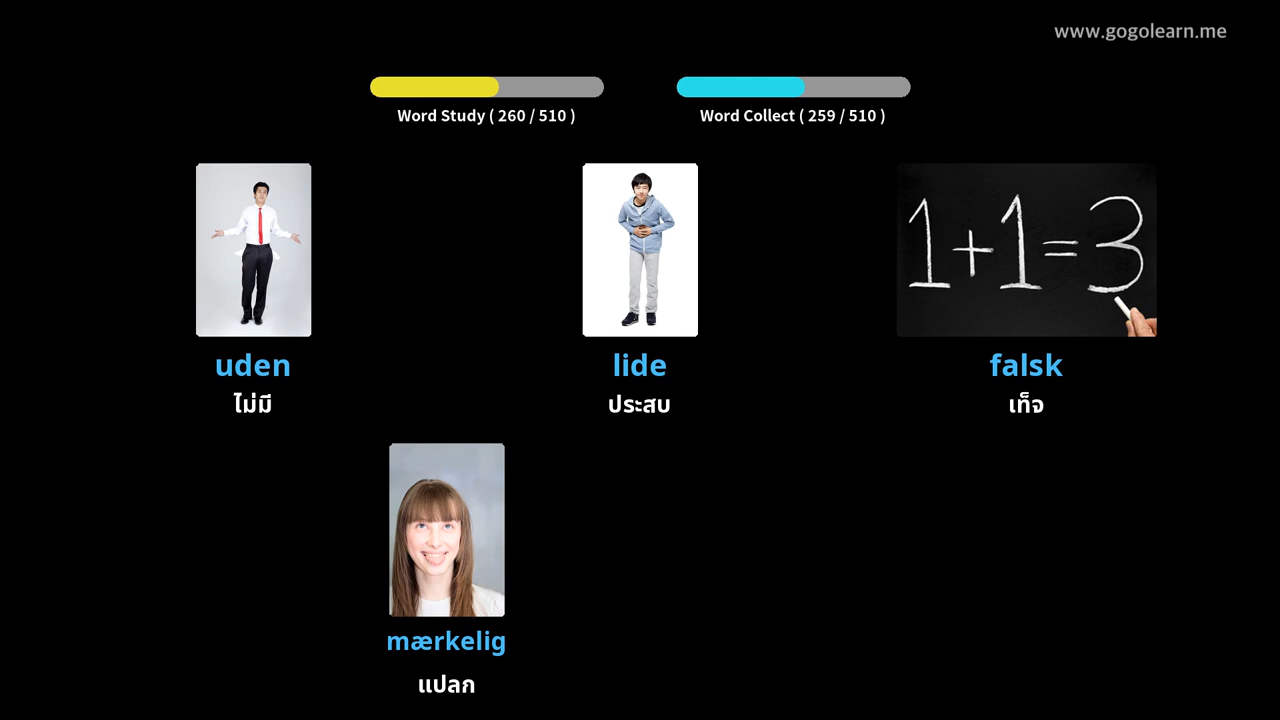 www.gogolearn.me
Word Study ( 260 / 510 )
Word Collect ( 259 / 510 )
1+1=3
uden
lide
falsk
ไม่มี
ประสบ
เท็จ
mærkelig
แปลก